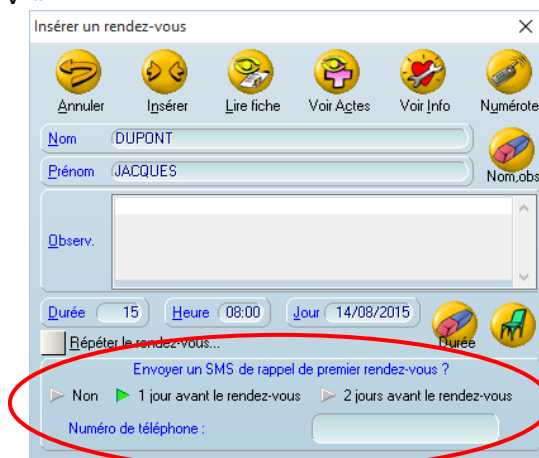 Insérer un rendez-vous
Annuler Insérer Lire fiche Voir Actes Voir Info Numérote
Nom DUPONT
Prénom JACQUES
Nom,obs
Observ.
Durée 15 Heure 08:00 Jour 14/08/2015
Durée
Répéter le rendez-vous...
Envoyer un SMS de rappel de premier rendez-vous ?
Non 1 jour avant le rendez-vous 2 jours avant le rendez-vous
Numéro de téléphone :